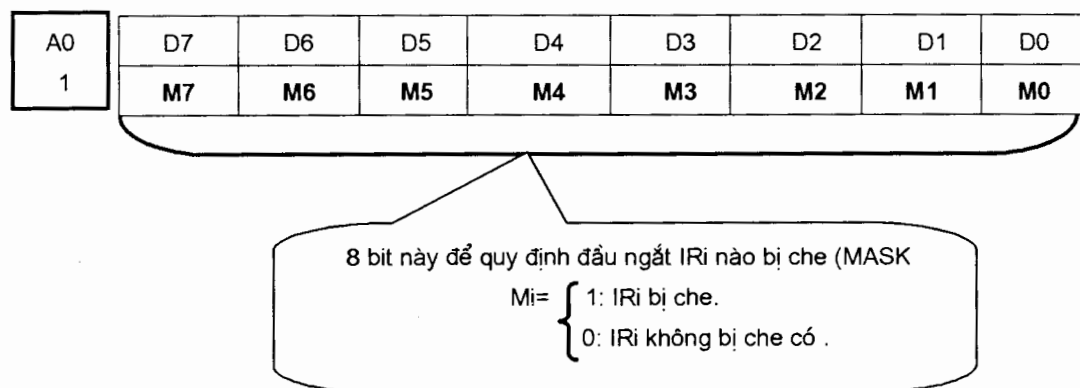 A0 D7 D6 D5 D4 D3 D2 D1 D0
1 M7 M6 M5 M4 M3 M2 M1 M0
8 bit này để quy định đầu ngắt IRi nào bị che (MASK
Mi= { 1: IRi bị che.
0: IRi không bị che có .